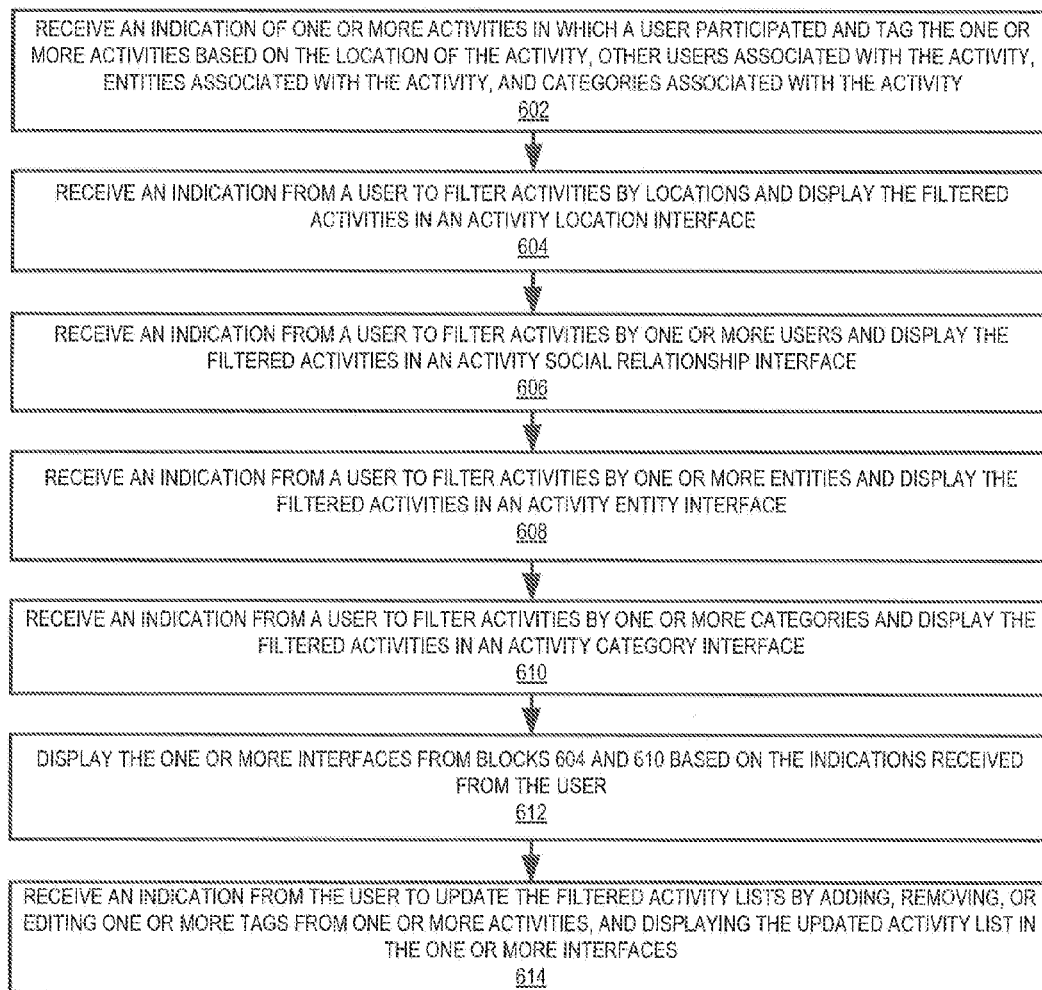 RECEIVE AN INDICATION OF ONE OR MORE ACTIVITIES IN WHICH A USER PARTICIPATED AND TAG THE ONE OR
MORE ACTIVITIES BASED ON THE LOCATION OF THE ACTIVITY, OTHER USERS ASSOCIATED WITH THE ACTIVITY,
ENTITIES ASSOCIATED WITH THE ACTIVITY, AND CATEGORIES ASSOCIATED WITH THE ACTIVITY
602
RECEIVE AN INDICATION FROM A USER TO FILTER ACTIVITIES BY LOCATIONS AND DISPLAY THE FILTERED
ACTIVITIES IN AN ACTIVITY LOCATION INTERFACE
604
RECEIVE AN INDICATION FROM A USER TO FILTER ACTIVITIES BY ONE OR MORE USERS AND DISPLAY THE
FILTERED ACTIVITIES IN AN ACTIVITY SOCIAL RELATIONSHIP INTERFACE
606
RECEIVE AN INDICATION FROM A USER TO FILTER ACTIVITIES BY ONE OR MORE ENTITIES AND DISPLAY THE
FILTERED ACTIVITIES IN AN ACTIVITY ENTITY INTERFACE
608
RECEIVE AN INDICATION FROM A USER TO FILTER ACTIVITIES BY ONE OR MORE CATEGORIES AND DISPLAY THE
FILTERED ACTIVITIES IN AN ACTIVITY CATEGORY INTERFACE
610
DISPLAY THE ONE OR MORE INTERFACES FROM BLOCKS 604 AND 610 BASED ON THE INDICATIONS RECEIVED
FROM THE USER
612
RECEIVE AN INDICATION FROM THE USER TO UPDATE THE FILTERED ACTIVITY LISTS BY ADDING, REMOVING, OR
EDITING ONE OR MORE TAGS FROM ONE OR MORE ACTIVITIES, AND DISPLAYING THE UPDATED ACTIVITY LIST IN
THE ONE OR MORE INTERFACES
614